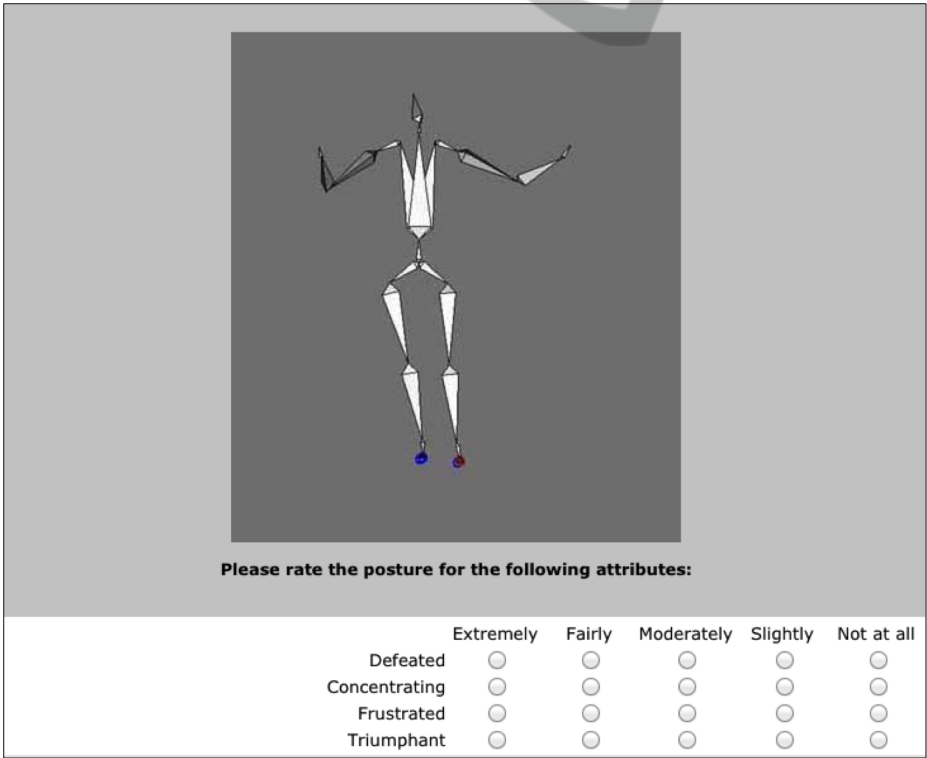 Please rate the posture for the following attributes:
Extremely Fairly Moderately Slightly Not at all
Defeated
Concentrating
Frustrated
Triumphant